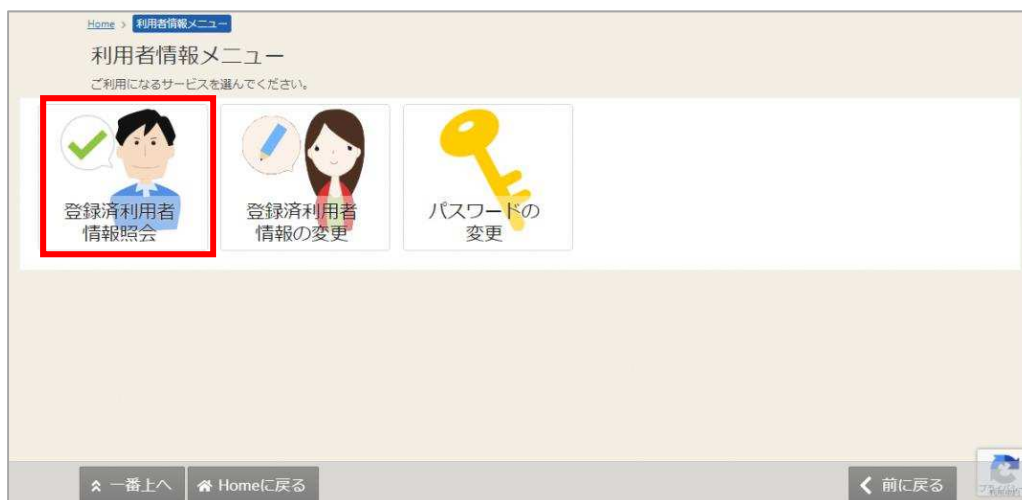 Home > 利用者情報メニュー
利用者情報メニュー
ご利用になるサービスを選んでください。
登録済利用者
情報照会
登録済利用者
情報の変更
パスワードの
変更
一番上へ
Homeに戻る
前に戻る